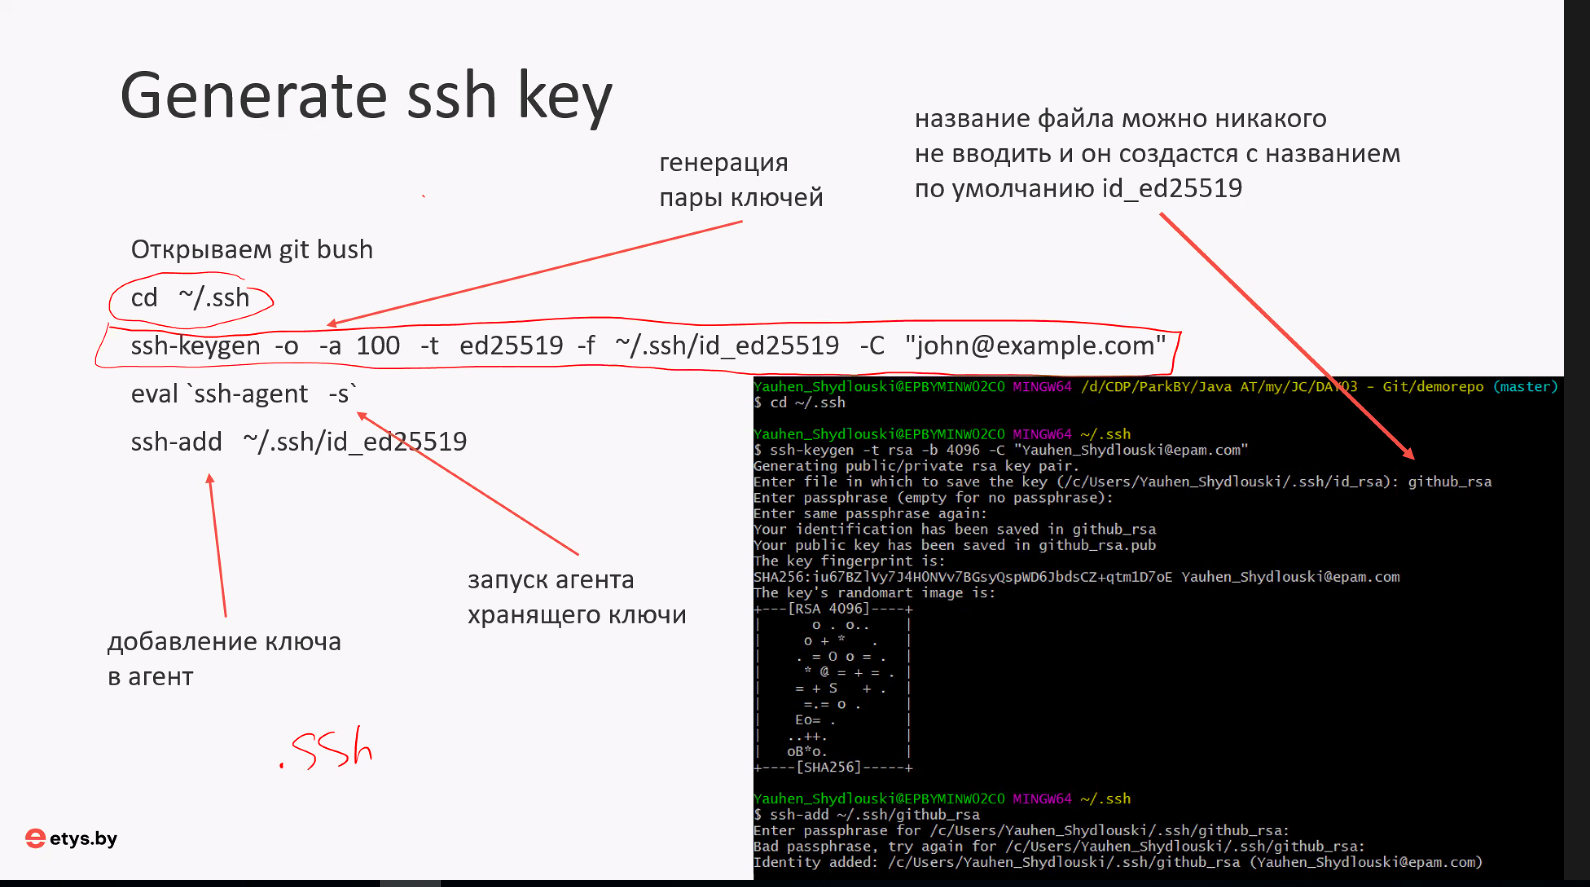 Generate ssh key
название файла можно никакого
не вводить и он создастся с названием
по умолчанию id_ed25519
генерация
пары ключей
Открываем git bush
cd ~/.ssh
ssh-keygen -o -a 100 -t ed25519 -f ~/.ssh/id_ed25519 -C "john@example.com"
eval `ssh-agent -s`
ssh-add ~/.ssh/id_ed25519
запуск агента
хранящего ключи
добавление ключа
в агент
.ssh
etys.by
Yauhen_Shydlouski@EPBYMINW02C0 MINGW64 /d/CDP/ParkBY/Java AT/my/JC/DAY03 - Git/demorepo (master)
$ cd ~/.ssh
Yauhen_Shydlouski@EPBYMINW02C0 MINGW64 ~/.ssh
$ ssh-keygen -t rsa -b 4096 -C "Yauhen_Shydlouski@epam.com"
Generating public/private rsa key pair.
Enter file in which to save the key (/c/Users/Yauhen_Shydlouski/.ssh/id_rsa): github_rsa
Enter passphrase (empty for no passphrase):
Enter same passphrase again:
Your identification has been saved in github_rsa
Your public key has been saved in github_rsa.pub
The key fingerprint is:
SHA256:iu67BZlVy7J4H0NVv7BGsyQspWD6JbdsCZ+qtm1D7oE Yauhen_Shydlouski@epam.com
The key's randomart image is:
+---[RSA 4096]----+
|      o . o..    |
|     o + *   .   |
|    . = O o = .  |
|     * @ = + = . |
|    = + S   + .  |
|     =.= o .     |
|    Eo= .        |
|   ..++.         |
|   oB*o.         |
+----[SHA256]-----+
Yauhen_Shydlouski@EPBYMINW02C0 MINGW64 ~/.ssh
$ ssh-add ~/.ssh/github_rsa
Enter passphrase for /c/Users/Yauhen_Shydlouski/.ssh/github_rsa:
Bad passphrase, try again for /c/Users/Yauhen_Shydlouski/.ssh/github_rsa:
Identity added: /c/Users/Yauhen_Shydlouski/.ssh/github_rsa (Yauhen_Shydlouski@epam.com)